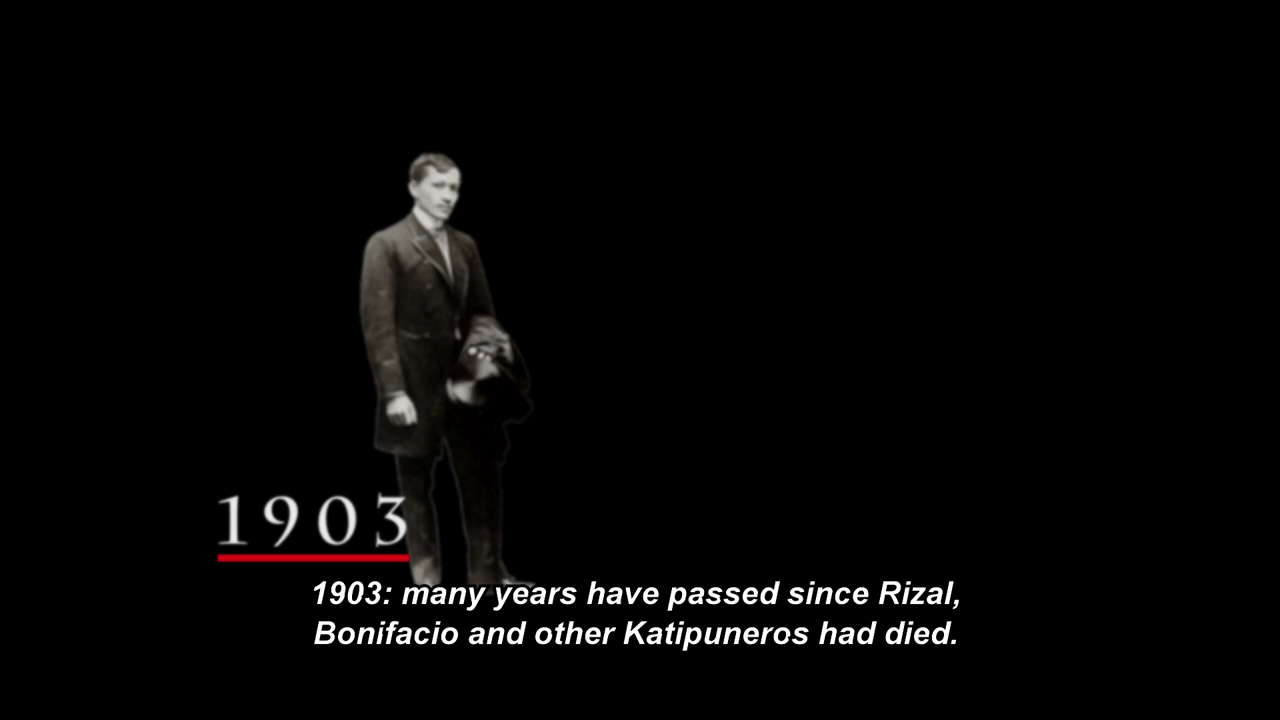 1903
1903: many years have passed since Rizal,
Bonifacio and other Katipuneros had died.